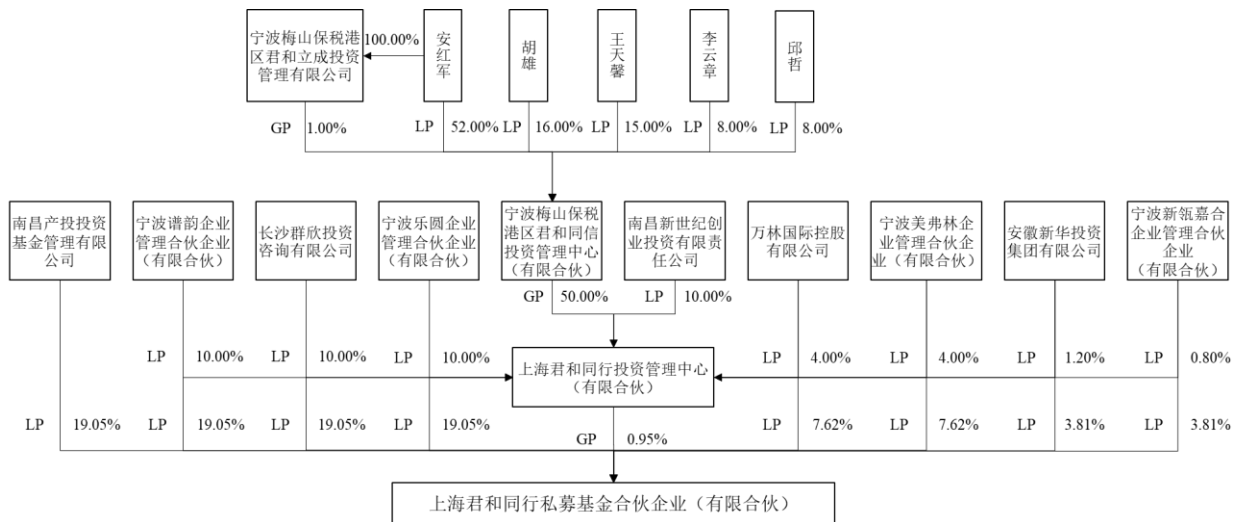 宁波梅山保税港
区君和立成投资
管理有限公司
100.00%
安红军
胡雄
王天馨
李云章
邱哲
GP 1.00%
LP 52.00%
LP 16.00%
LP 15.00%
LP 8.00%
LP 8.00%
南昌产投投资
基金管理有限公
司
宁波谱韵企业
管理合伙企业
（有限合伙）
长沙群欣投资
咨询有限公司
宁波乐圆企业
管理合伙企业
（有限合伙）
宁波梅山保税
港区君和同信
投资管理中心
（有限合伙）
南昌新世纪创
业投资有限责
任公司
万林国际控股
有限公司
宁波美弗林企
业管理合伙企
业（有限合伙）
安徽新华投资
集团有限公司
宁波新瓴嘉合
企业管理合伙
企业
（有限合伙）
GP 50.00%
LP 10.00%
LP 10.00%
LP 10.00%
LP 10.00%
上海君和同行投资管理中心
（有限合伙）
LP 4.00%
LP 4.00%
LP 1.20%
LP 0.80%
LP 19.05%
LP 19.05%
LP 19.05%
LP 19.05%
GP 0.95%
LP 7.62%
LP 7.62%
LP 3.81%
LP 3.81%
上海君和同行私募基金合伙企业（有限合伙）